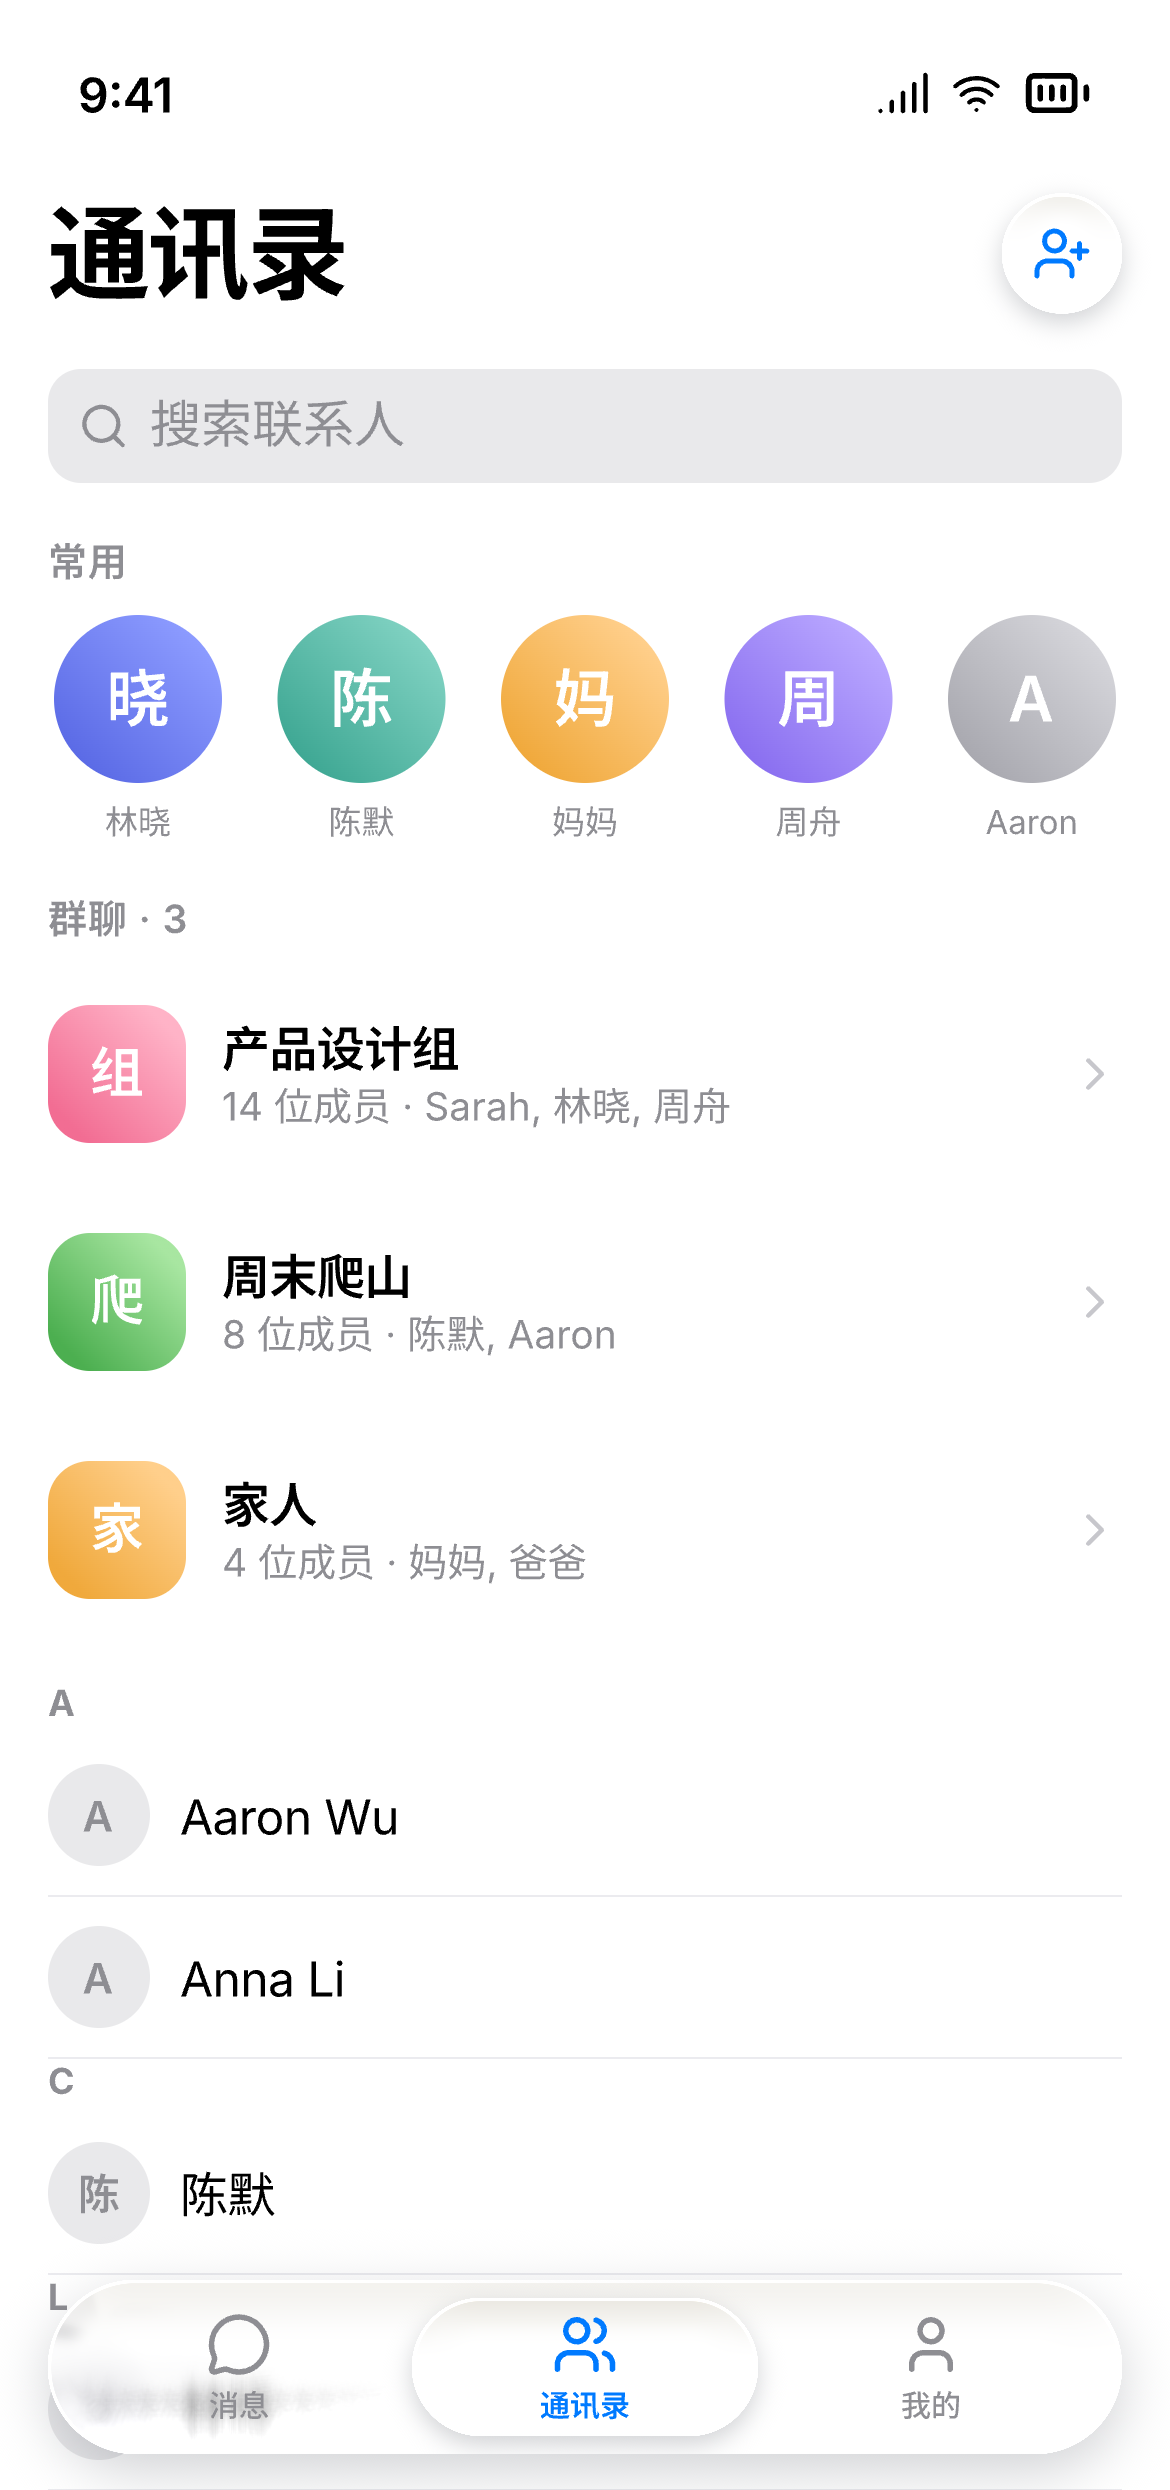 9:41
通讯录
搜索联系人
常用
晓
陈
妈
周
A
林晓
陈默
妈妈
周舟
Aaron
群聊 · 3
组
产品设计组
14 位成员 · Sarah, 林晓, 周舟
爬
周末爬山
8 位成员 · 陈默, Aaron
家
家人
4 位成员 · 妈妈, 爸爸
A
A
Aaron Wu
A
Anna Li
C
陈
陈默
L
消息
通讯录
我的